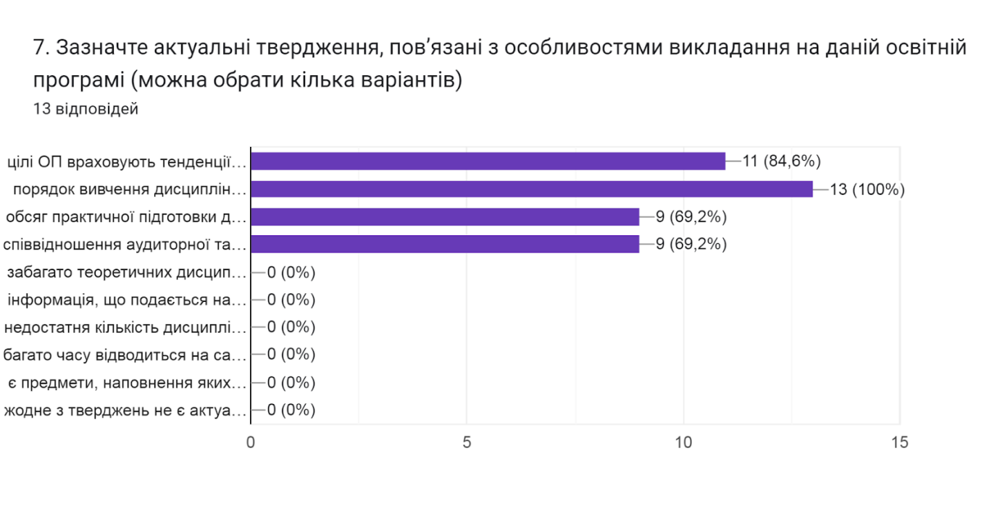 7. Зазначте актуальні твердження, пов’язані з особливостями викладання на даній освітній
програмі (можна обрати кілька варіантів)
13 відповідей
цілі ОП враховують тенденції… 11 (84,6%)
порядок вивчення дисциплін… 13 (100%)
обсяг практичної підготовки д… 9 (69,2%)
співвідношення аудиторної та… 9 (69,2%)
забагато теоретичних дисцип… 0 (0%)
інформація, що подається на… 0 (0%)
недостатня кількість дисциплі… 0 (0%)
багато часу відводиться на са… 0 (0%)
є предмети, наповнення яких… 0 (0%)
жодне з тверджень не є актуа… 0 (0%)
0 5 10 15